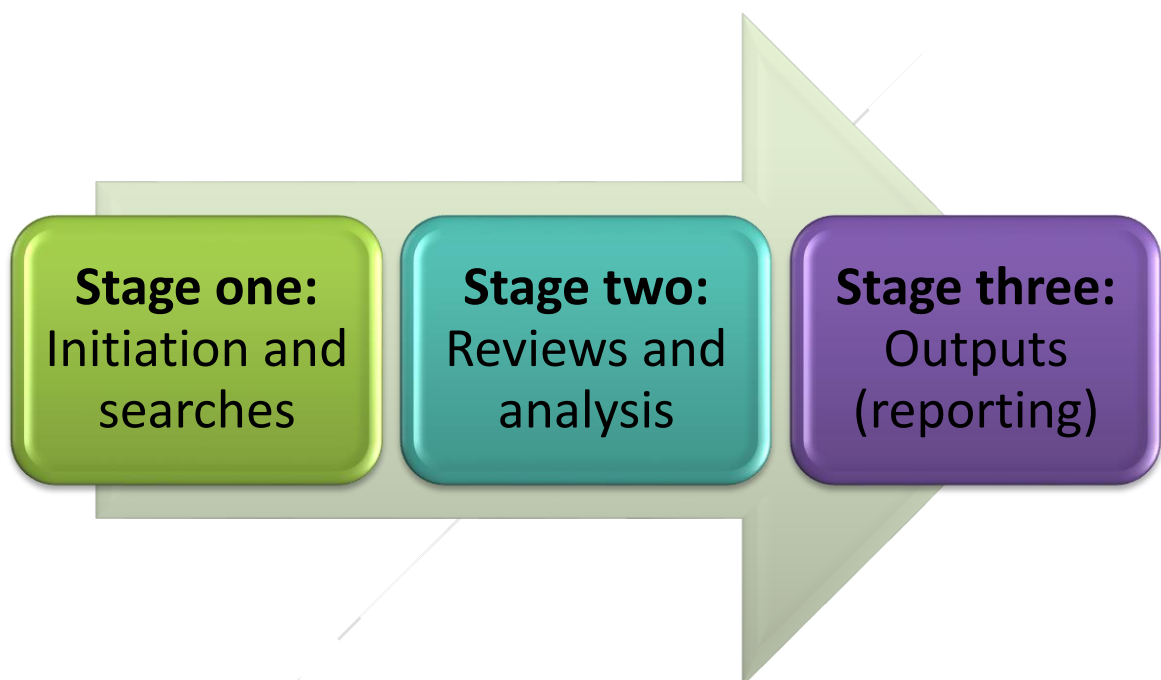 Stage one:
Initiation and
searches
Stage two:
Reviews and
analysis
Stage three:
Outputs
(reporting)